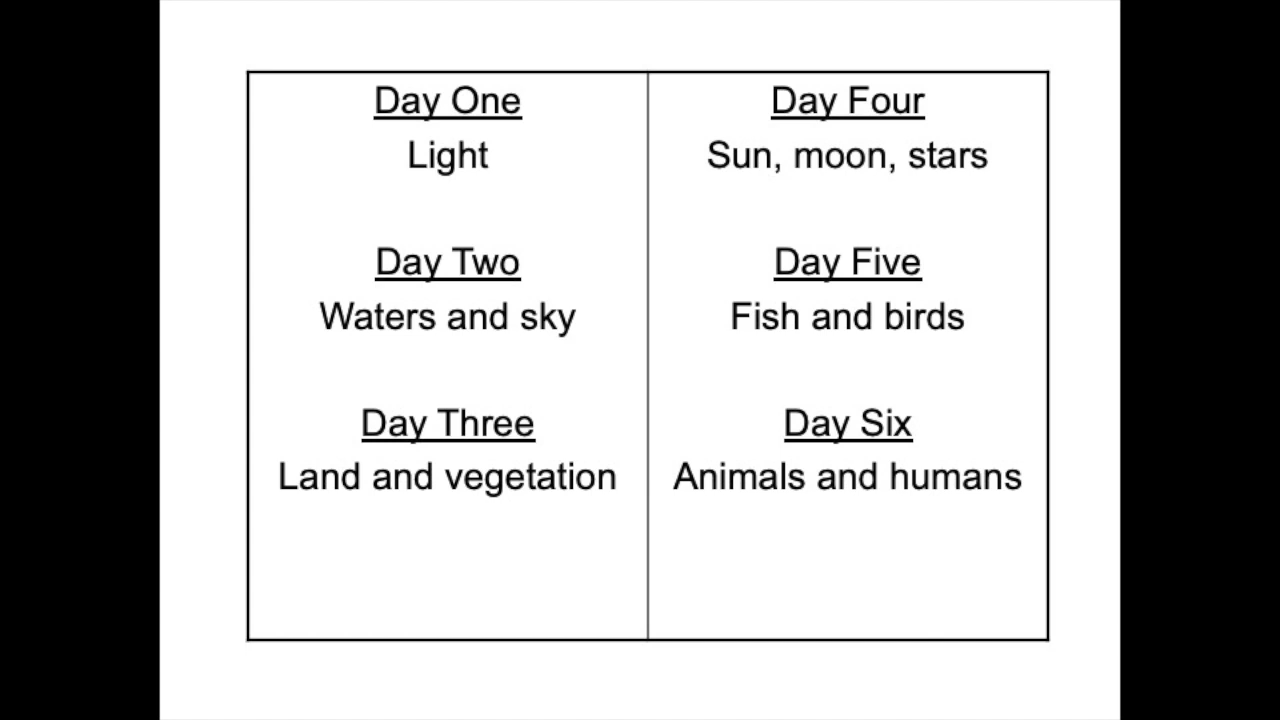 Day One
Light
Day Two
Waters and sky
Day Three
Land and vegetation
Day Four
Sun, moon, stars
Day Five
Fish and birds
Day Six
Animals and humans